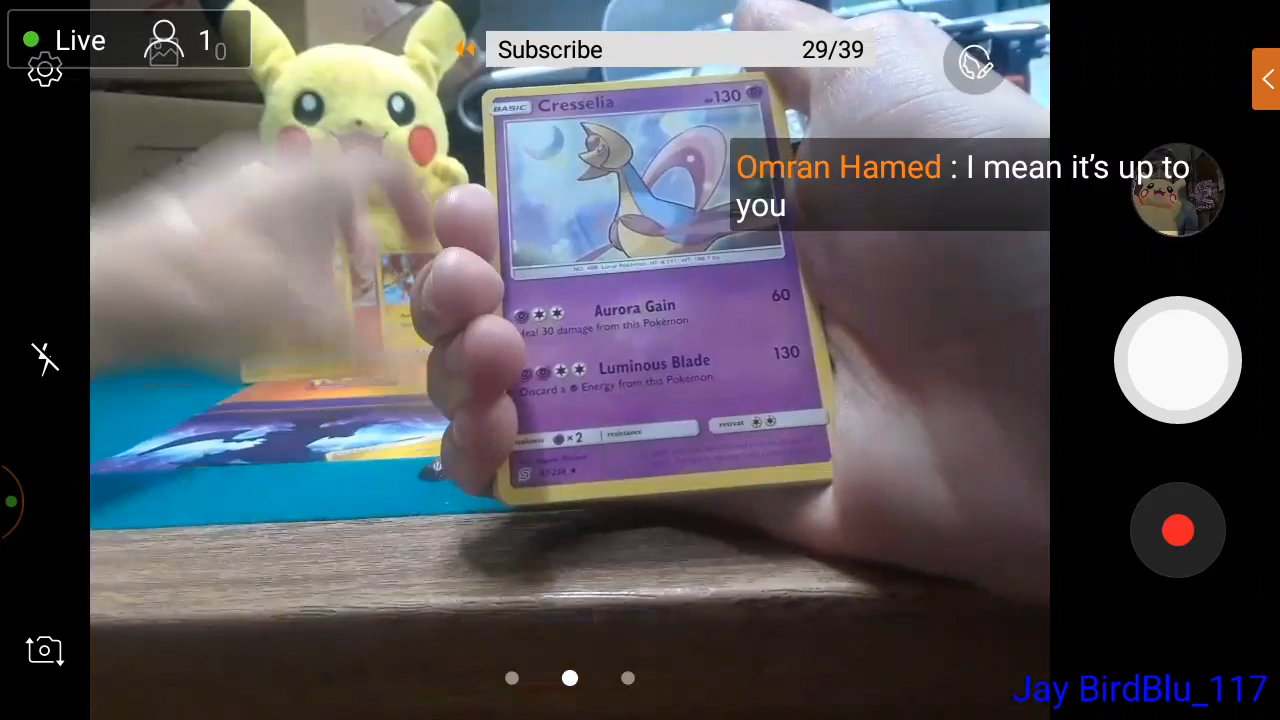 Live 1 0
Subscribe 29/39
BASIC Cresselia 130
Omran Hamed : I mean it's up to
you
Aurora Gain 60
Heal 30 damage from this Pokémon.
Luminous Blade 130
Discard a Energy from this Pokémon.
weakness ×2 resistance retreat
Jay BirdBlu_117